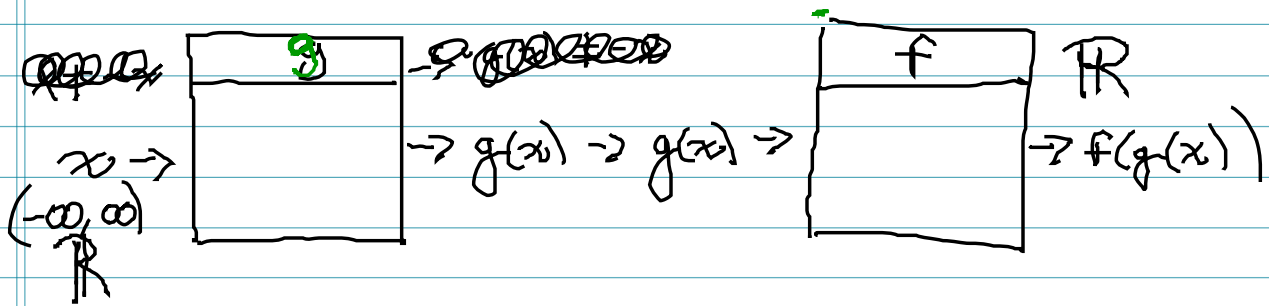 g f ℝ
x → → g(x) → g(x) → → f(g(x))
(-∞, ∞)
ℝ